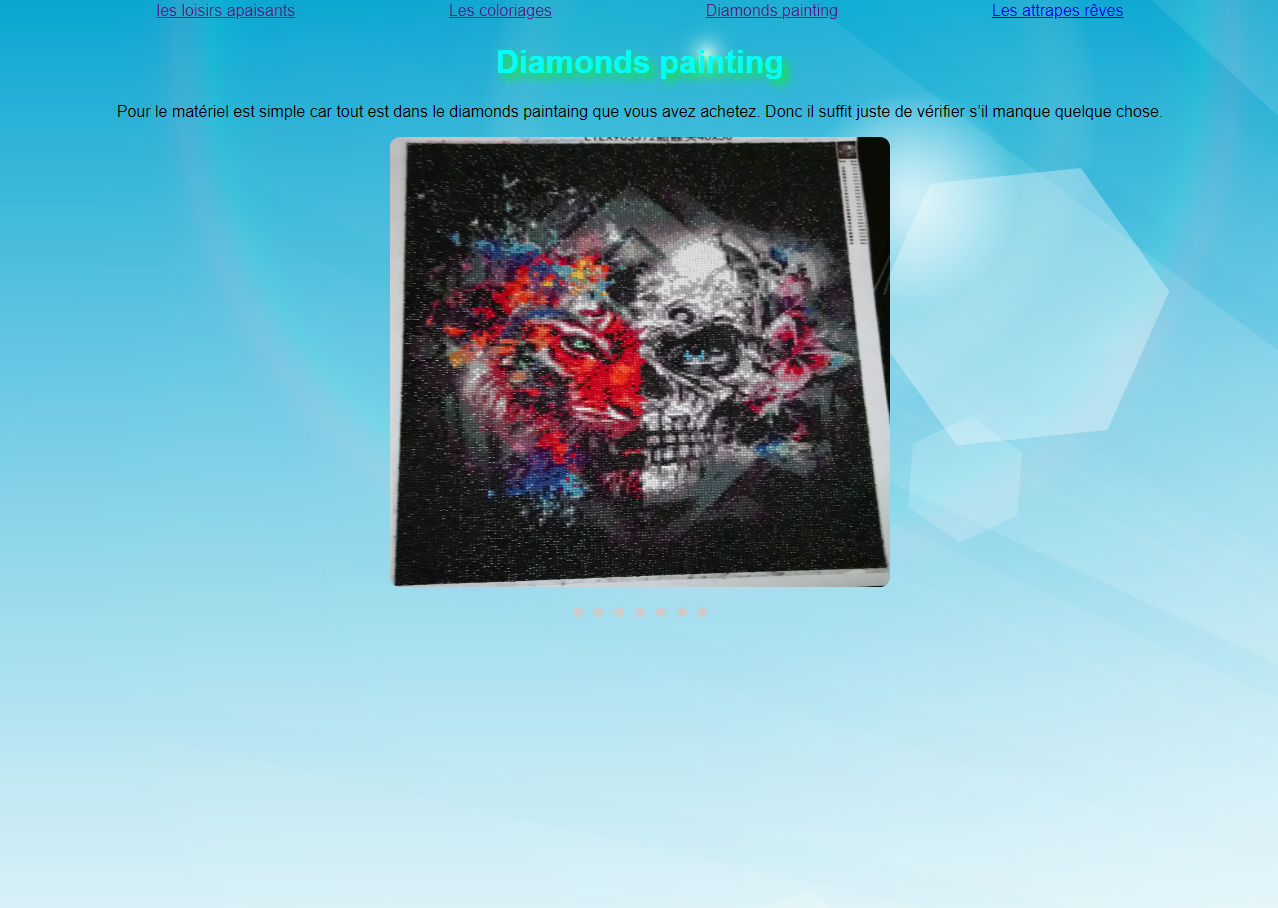 les loisirs apaisants Les coloriages Diamonds painting Les attrapes rêves
Diamonds painting
Pour le matériel est simple car tout est dans le diamonds paintaing que vous avez achetez. Donc il suffit juste de vérifier s'il manque quelque chose.